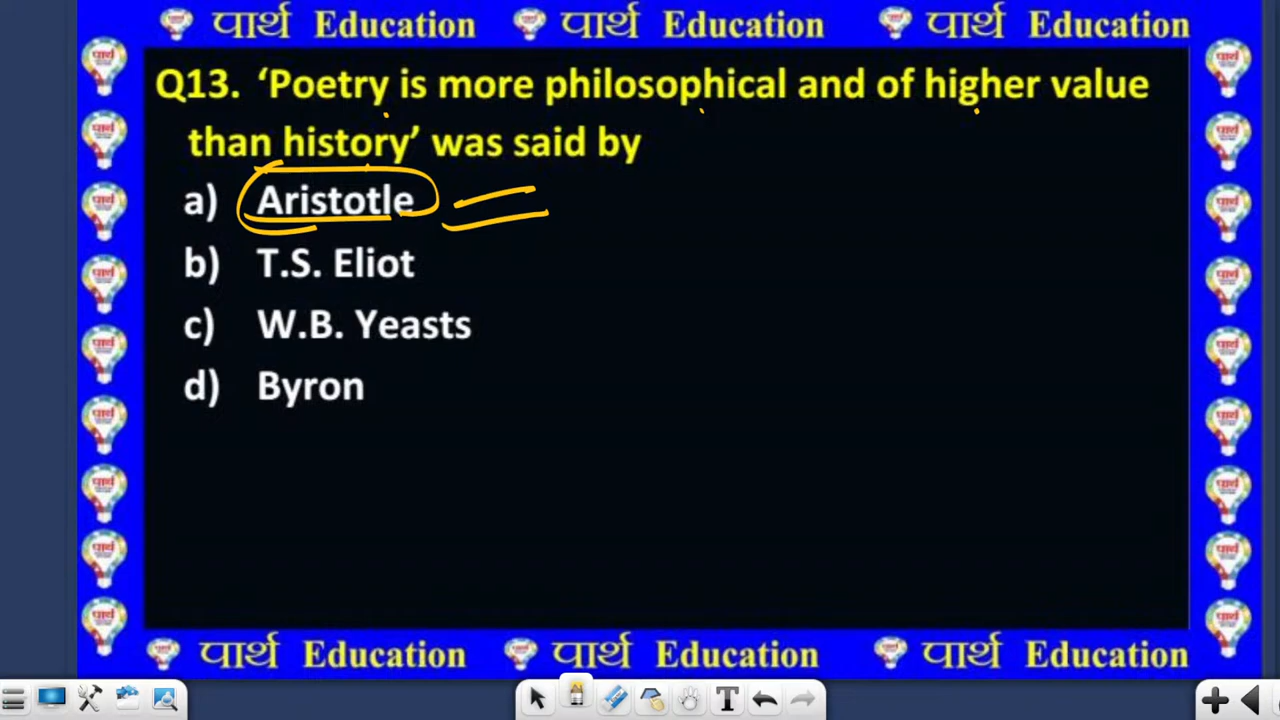 पार्थ Education पार्थ Education पार्थ Education
Q13. ‘Poetry is more philosophical and of higher value
than history’ was said by
a) Aristotle
b) T.S. Eliot
c) W.B. Yeasts
d) Byron
पार्थ Education पार्थ Education पार्थ Education
T